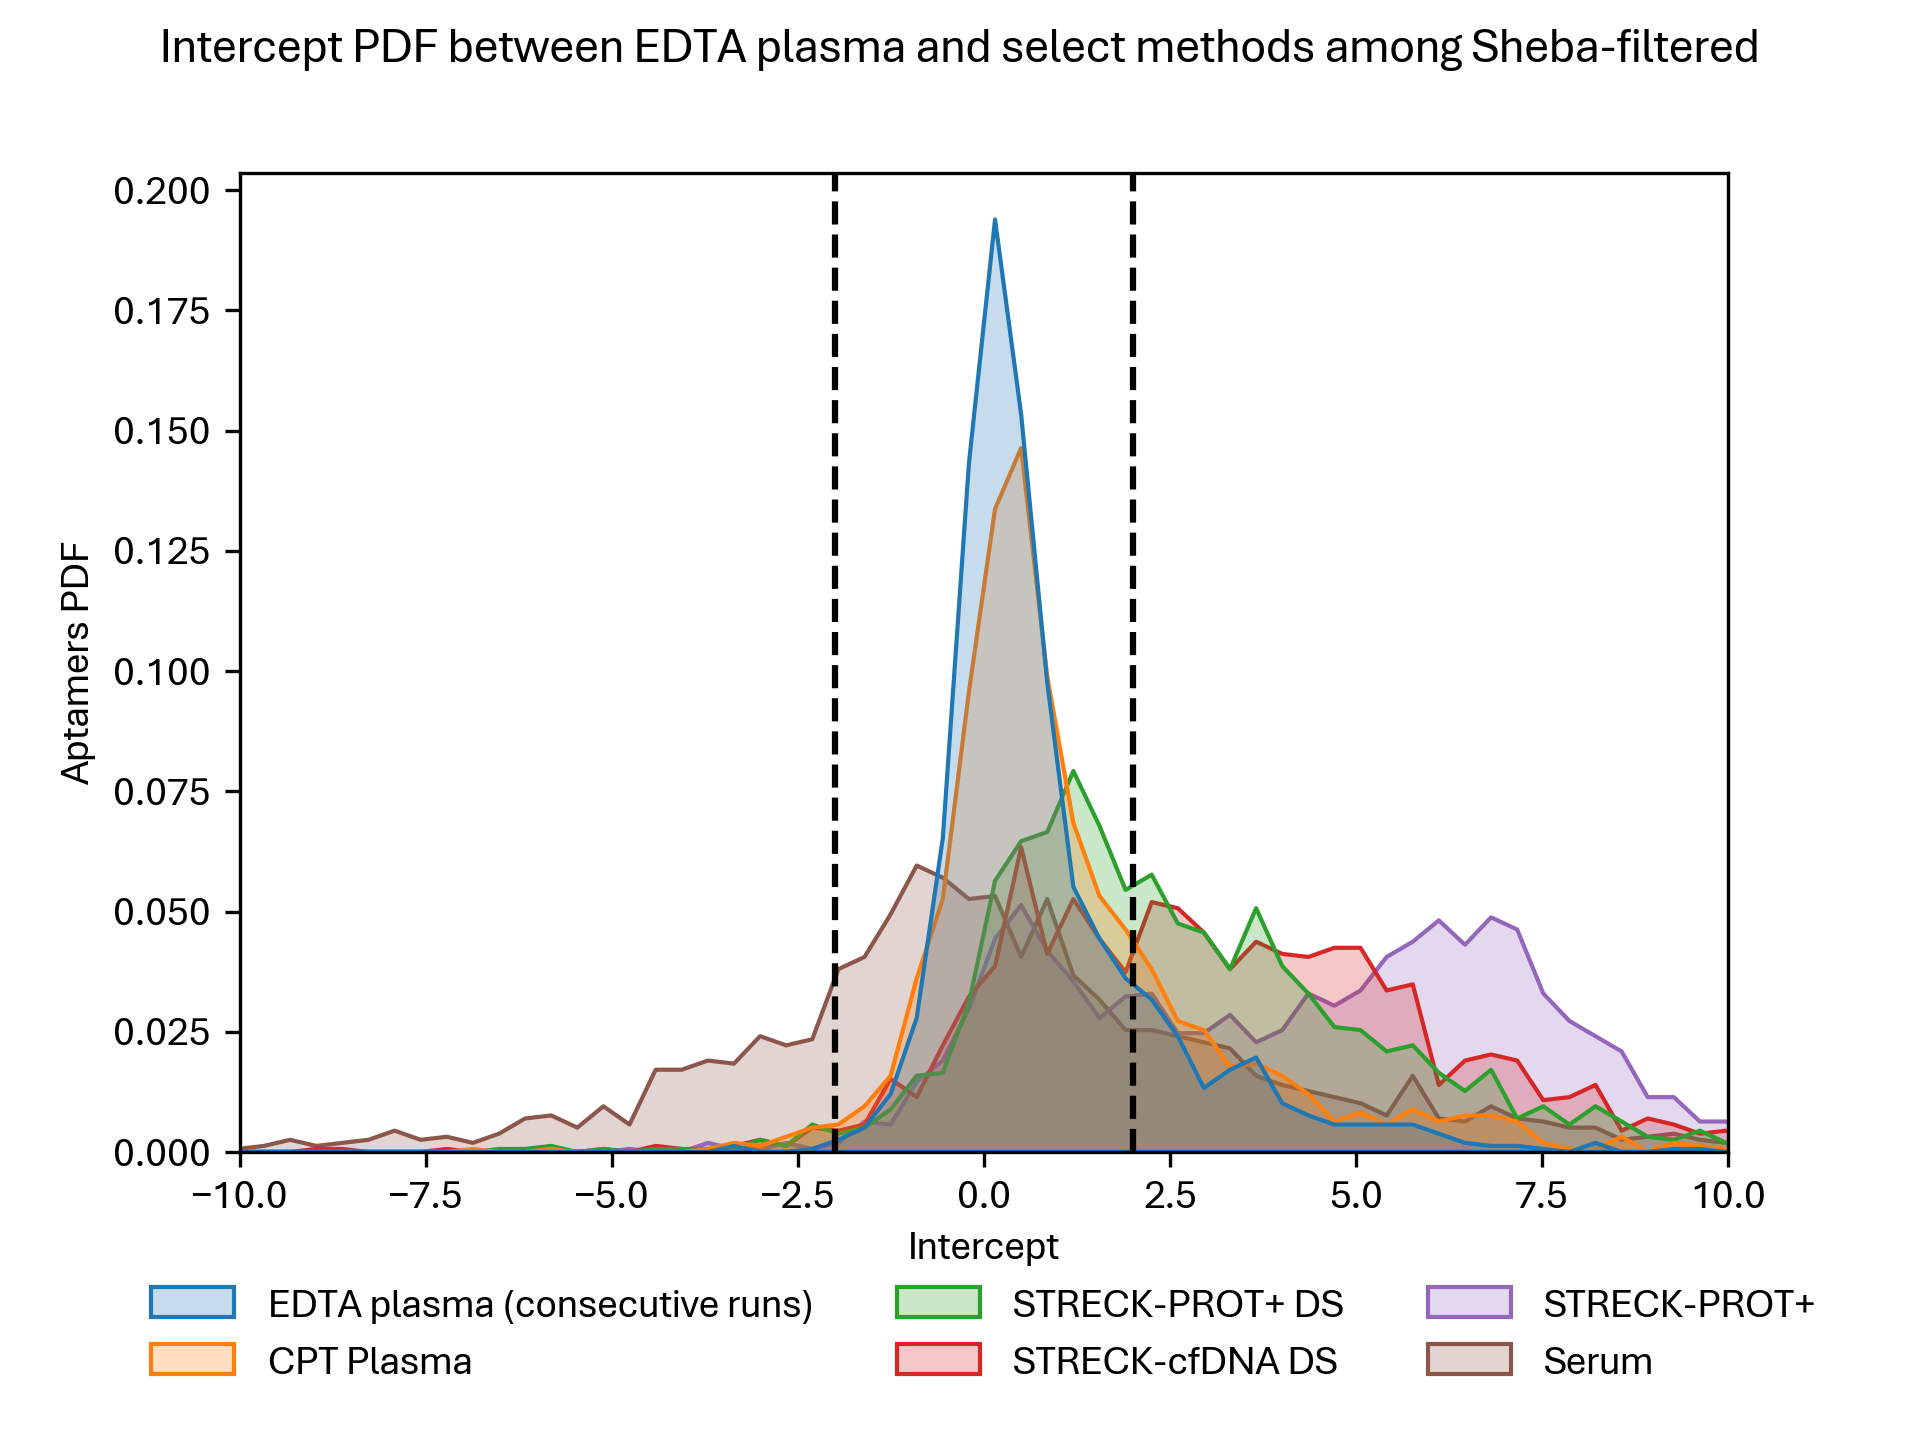 Intercept PDF between EDTA plasma and select methods among Sheba-filtered
0.200
0.175
0.150
0.125
0.100
0.075
0.050
0.025
0.000
Aptamers PDF
−10.0 −7.5 −5.0 −2.5 0.0 2.5 5.0 7.5 10.0
Intercept
EDTA plasma (consecutive runs) STRECK-PROT+ DS STRECK-PROT+
CPT Plasma STRECK-cfDNA DS Serum